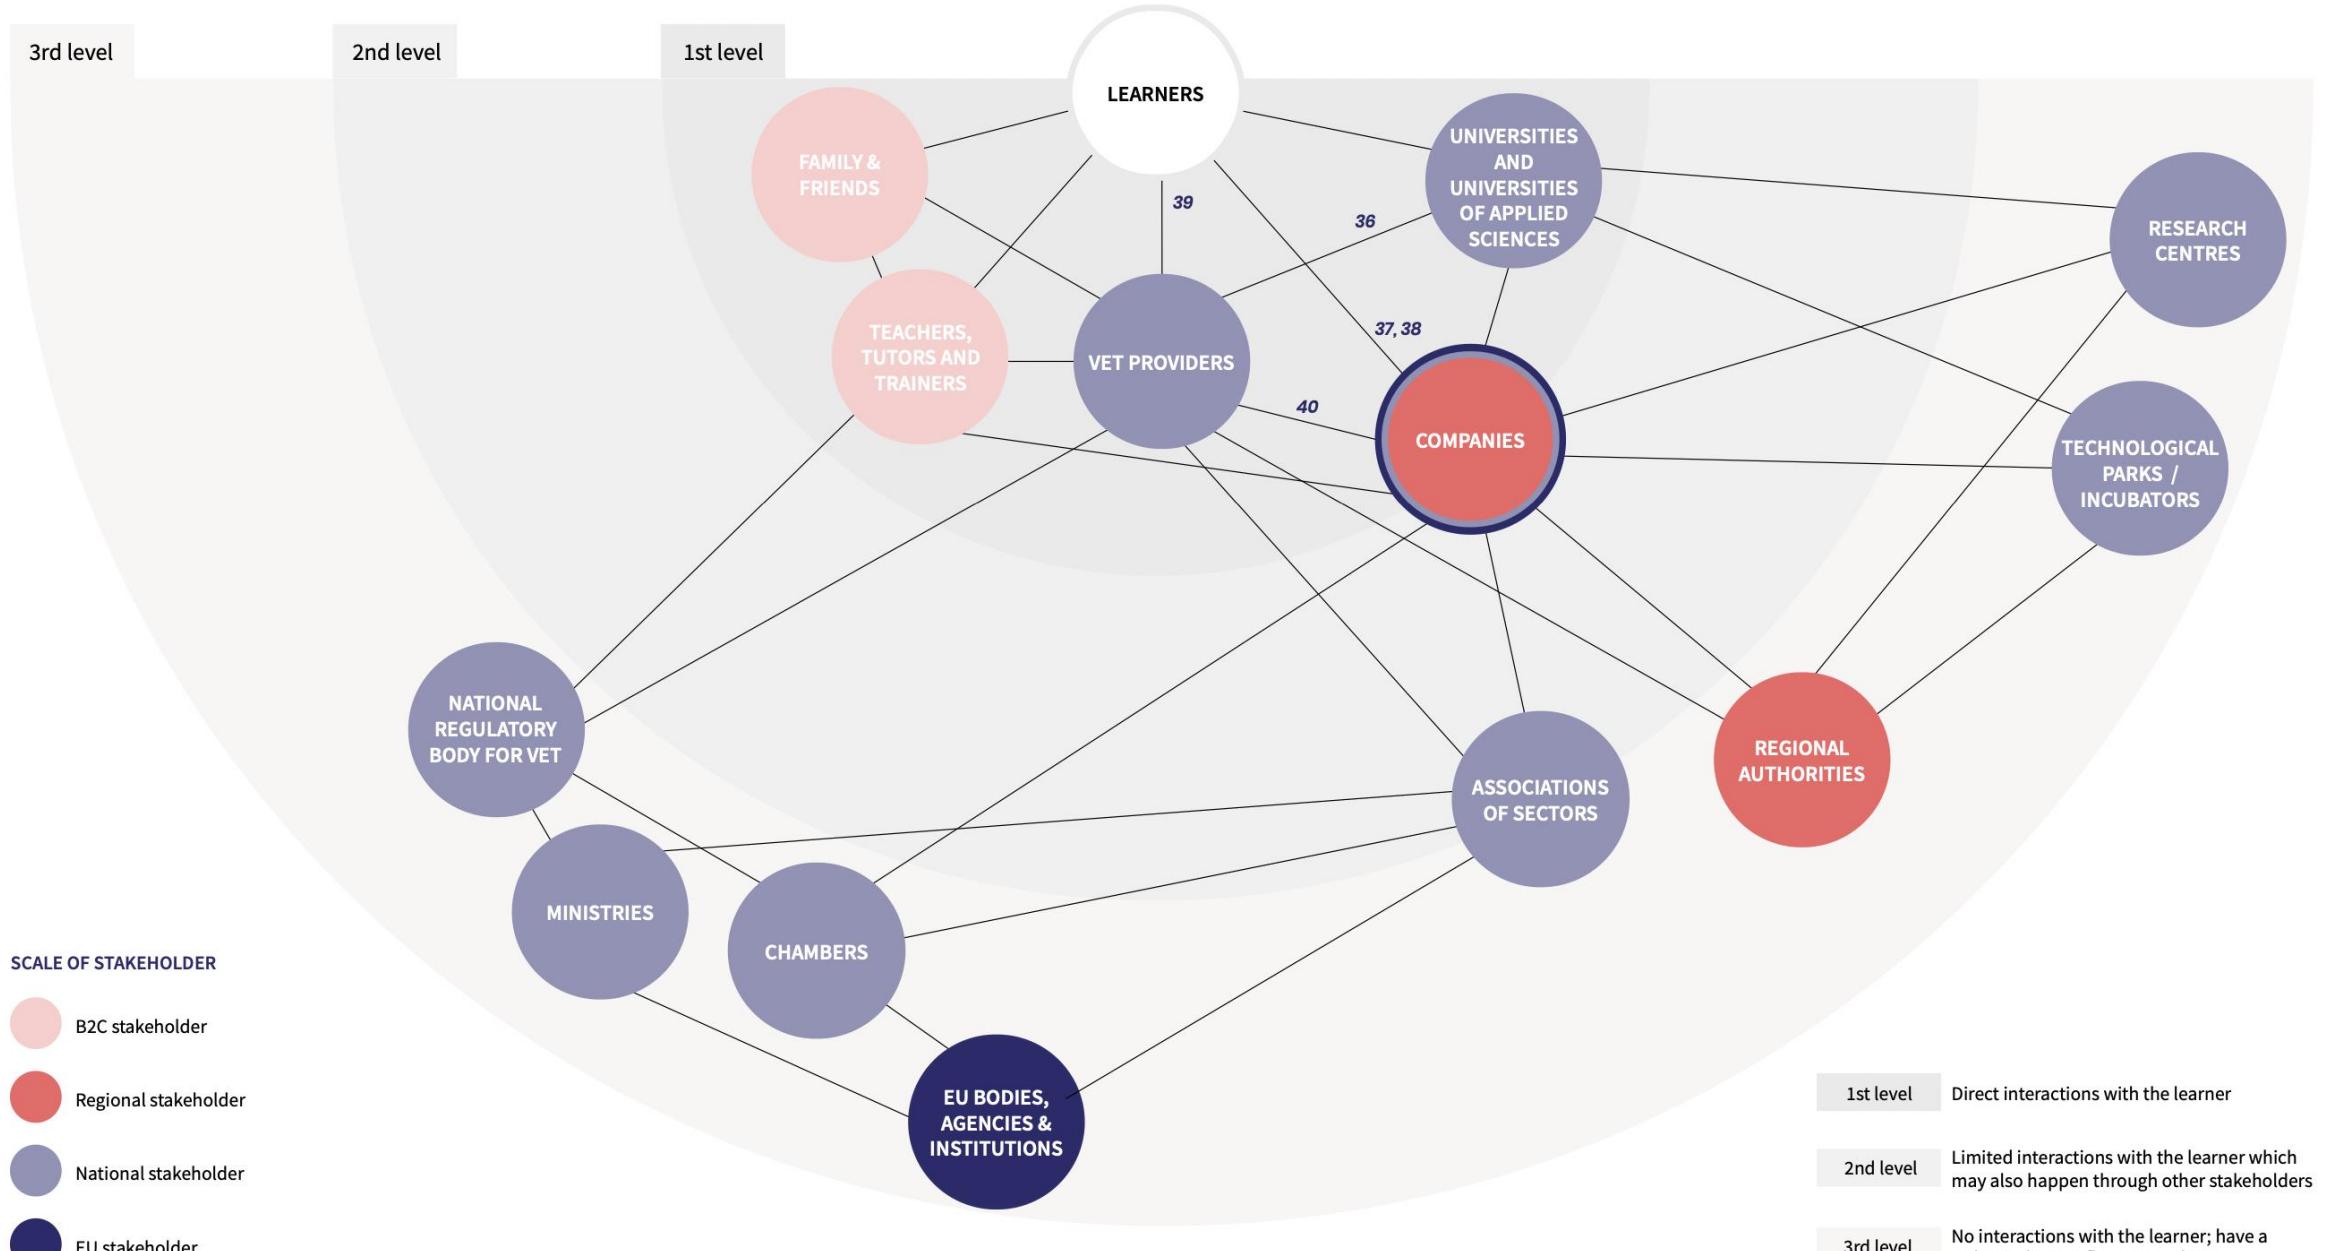 3rd level
2nd level
1st level
LEARNERS
FAMILY &
FRIENDS
UNIVERSITIES
AND
UNIVERSITIES
OF APPLIED
SCIENCES
39
36
RESEARCH
CENTRES
TEACHERS,
TUTORS AND
TRAINERS
VET PROVIDERS
37, 38
40
COMPANIES
TECHNOLOGICAL
PARKS /
INCUBATORS
NATIONAL
REGULATORY
BODY FOR VET
ASSOCIATIONS
OF SECTORS
REGIONAL
AUTHORITIES
MINISTRIES
CHAMBERS
EU BODIES,
AGENCIES &
INSTITUTIONS
SCALE OF STAKEHOLDER
B2C stakeholder
Regional stakeholder
National stakeholder
EU stakeholder
1st level
Direct interactions with the learner
2nd level
Limited interactions with the learner which
may also happen through other stakeholders
3rd level
No interactions with the learner; have a